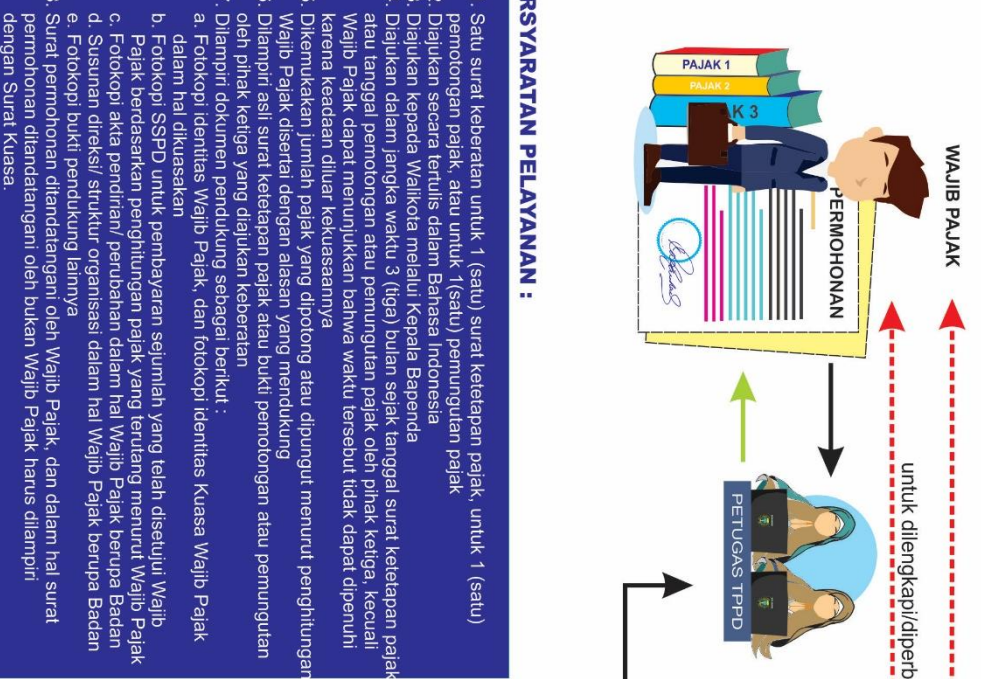 WAJIB PAJAK
untuk dilengkapi/diperb
PAJAK 1
PAJAK 2
K 3
PERMOHONAN
PETUGAS TPPD
RSYARATAN PELAYANAN :
. Satu surat keberatan untuk 1 (satu) surat ketetapan pajak, untuk 1 (satu)
pemotongan pajak, atau untuk 1(satu) pemungutan pajak
2. Diajukan secara tertulis dalam Bahasa Indonesia
3. Diajukan kepada Walikota melalui Kepala Bapenda
. Diajukan dalam jangka waktu 3 (tiga) bulan sejak tanggal surat ketetapan pajak
atau tanggal pemotongan atau pemungutan pajak oleh pihak ketiga, kecuali
Wajib Pajak dapat menunjukkan bahwa waktu tersebut tidak dapat dipenuhi
karena keadaan diluar kekuasaannya
5. Dikemukakan jumlah pajak yang dipotong atau dipungut menurut penghitungan
Wajib Pajak disertai dengan alasan yang mendukung
6. Dilampiri asli surat ketetapan pajak atau bukti pemotongan atau pemungutan
oleh pihak ketiga yang diajukan keberatan
. Dilampiri dokumen pendukung sebagai berikut :
a. Fotokopi identitas Wajib Pajak, dan fotokopi identitas Kuasa Wajib Pajak
dalam hal dikuasakan
b. Fotokopi SSPD untuk pembayaran sejumlah yang telah disetujui Wajib
Pajak berdasarkan penghitungan pajak yang terutang menurut Wajib Pajak
c. Fotokopi akta pendirian/ perubahan dalam hal Wajib Pajak berupa Badan
d. Susunan direksi/ struktur organisasi dalam hal Wajib Pajak berupa Badan
e. Fotokopi bukti pendukung lainnya
8. Surat permohonan ditandatangani oleh Wajib Pajak, dan dalam hal surat
permohonan ditandatangani oleh bukan Wajib Pajak harus dilampiri
dengan Surat Kuasa.